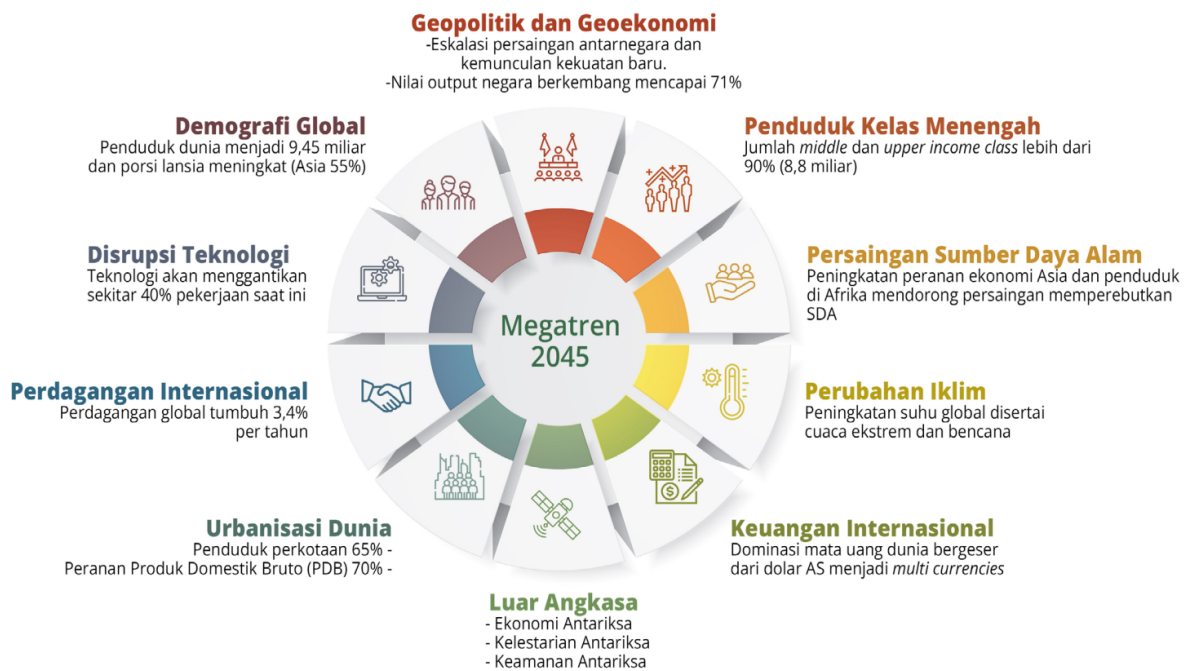 Geopolitik dan Geoekonomi
-Eskalasi persaingan antarnegara dan
kemunculan kekuatan baru.
-Nilai output negara berkembang mencapai 71%
Penduduk Kelas Menengah
Jumlah middle dan upper income class lebih dari
90% (8,8 miliar)
Persaingan Sumber Daya Alam
Peningkatan peranan ekonomi Asia dan penduduk
di Afrika mendorong persaingan memperebutkan
SDA
Perubahan Iklim
Peningkatan suhu global disertai
cuaca ekstrem dan bencana
Keuangan Internasional
Dominasi mata uang dunia bergeser
dari dolar AS menjadi multi currencies
Luar Angkasa
- Ekonomi Antariksa
- Kelestarian Antariksa
- Keamanan Antariksa
Urbanisasi Dunia
Penduduk perkotaan 65% -
Peranan Produk Domestik Bruto (PDB) 70% -
Perdagangan Internasional
Perdagangan global tumbuh 3,4%
per tahun
Disrupsi Teknologi
Teknologi akan menggantikan
sekitar 40% pekerjaan saat ini
Demografi Global
Penduduk dunia menjadi 9,45 miliar
dan porsi lansia meningkat (Asia 55%)
Megatren
2045